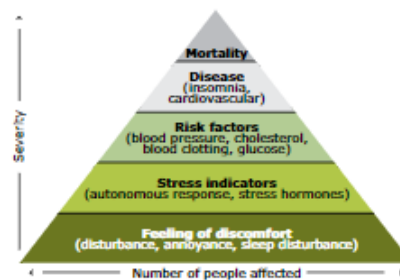 Mortality
Disease
(insomnia,
cardiovascular)
Risk factors
(blood pressure, cholesterol,
blood clotting, glucose)
Stress indicators
(autonomous response, stress hormones)
Feeling of discomfort
(disturbance, annoyance, sleep disturbance)
Severity
Number of people affected